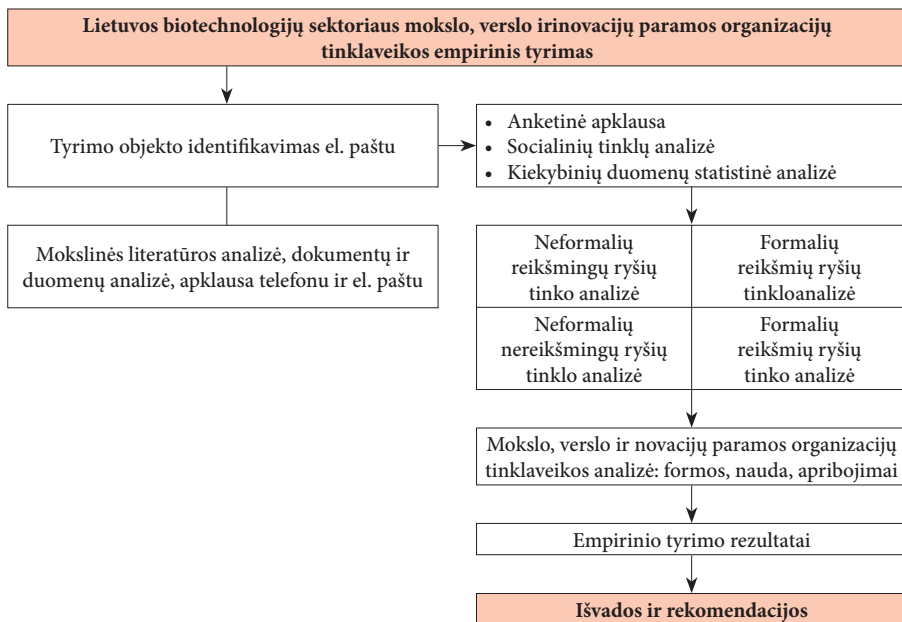 Lietuvos biotechnologijų sektoriaus mokslo, verslo irinovacijų paramos organizacijų
tinklaveikos empirinis tyrimas
Tyrimo objekto identifikavimas el. paštu
• Anketinė apklausa
• Socialinių tinklų analizė
• Kiekybinių duomenų statistinė analizė
Mokslinės literatūros analizė, dokumentų ir
duomenų analizė, apklausa telefonu ir el. paštu
Neformalių
reikšmingų ryšių
tinko analizė
Formalių
reikšmių ryšių
tinkloanalizė
Neformalių
nereikšmingų ryšių
tinklo analizė
Formalių
reikšmių ryšių
tinko analizė
Mokslo, verslo ir novacijų paramos organizacijų
tinklaveikos analizė: formos, nauda, apribojimai
Empirinio tyrimo rezultatai
Išvados ir rekomendacijos